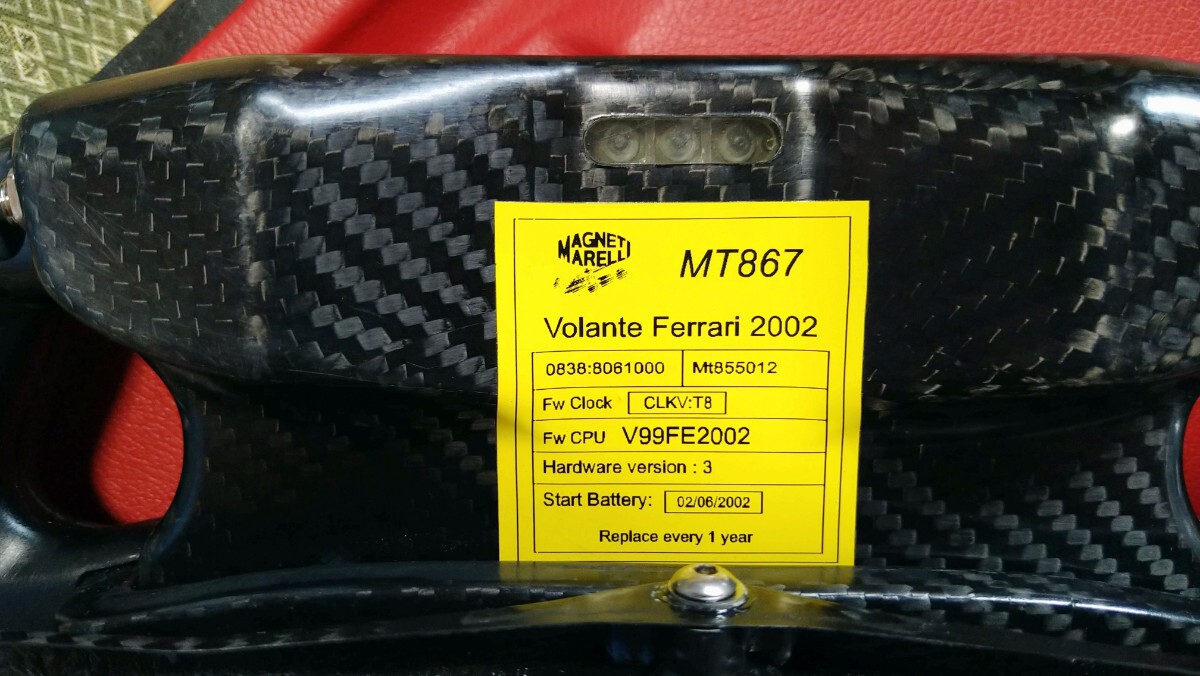 MAGNETI
MARELLI
MT867
Volante Ferrari 2002
0838:8061000 Mt855012
Fw Clock CLKV:T8
Fw CPU V99FE2002
Hardware version : 3
Start Battery: 02/06/2002
Replace every 1 year